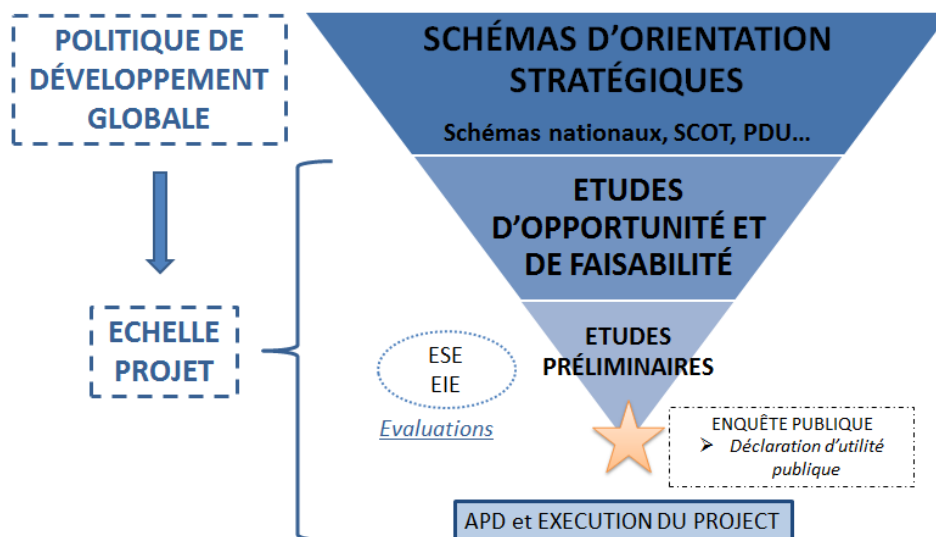 POLITIQUE DE
DÉVELOPPEMENT
GLOBALE
SCHÉMAS D'ORIENTATION
STRATÉGIQUES
Schémas nationaux, SCOT, PDU...
ETUDES
D'OPPORTUNITÉ ET
DE FAISABILITÉ
ECHELLE
PROJET
ETUDES
PRÉLIMINAIRES
ESE
EIE
Evaluations
ENQUÊTE PUBLIQUE
➤ Déclaration d'utilité
publique
APD et EXECUTION DU PROJECT